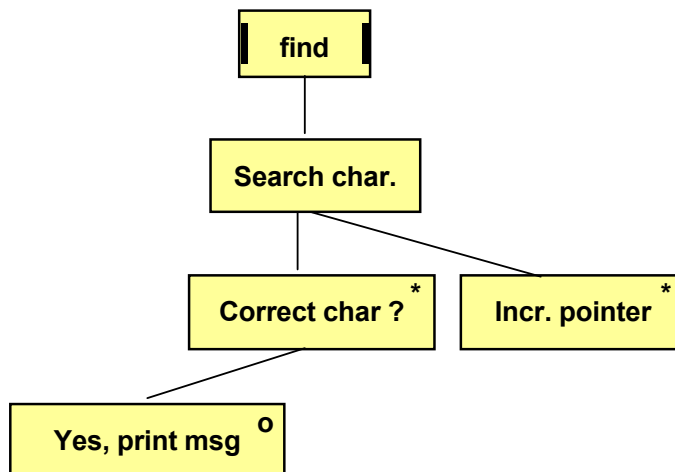 find
Search char.
Correct char ? *
Incr. pointer *
Yes, print msg o